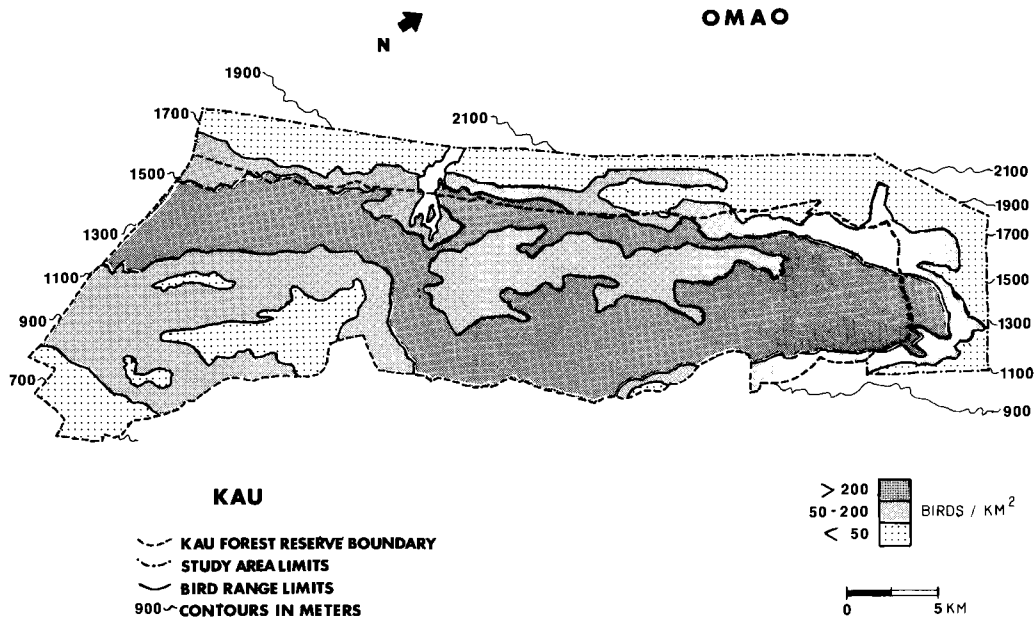 OMAO
N
1900
1700
2100
1500
2100
1900
1700
1300
1500
1100
900
1300
700
1100
900
KAU
KAU FOREST RESERVE BOUNDARY
STUDY AREA LIMITS
BIRD RANGE LIMITS
900 CONTOURS IN METERS
> 200
50-200 BIRDS / KM²
< 50
0 5 KM